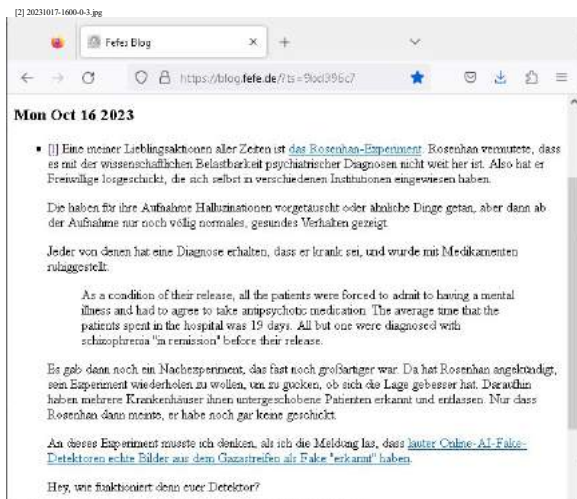 [2] 20231017-1600-0-3.jpg
Fefes Blog
https://blog.fefe.de/?ts=9bd396c7
Mon Oct 16 2023
[l] Eine meiner Lieblingsaktionen aller Zeiten ist das Rosenhan-Experiment. Rosenhan vermutete, dass
es mit der wissenschaftlichen Belastbarkeit psychiatrischer Diagnosen nicht weit her ist. Also hat er
Freiwillige losgeschickt, die sich selbst in verschiedenen Institutionen eingewiesen haben.
Die haben für ihre Aufnahme Halluzinationen vorgetäuscht oder ähnliche Dinge getan, aber dann ab
der Aufnahme nur noch völlig normales, gesundes Verhalten gezeigt.
Jeder von denen hat eine Diagnose erhalten, dass er krank sei, und wurde mit Medikamenten
ruhiggestellt.
As a condition of their release, all the patients were forced to admit to having a mental
illness and had to agree to take antipsychotic medication. The average time that the
patients spent in the hospital was 19 days. All but one were diagnosed with
schizophrenia "in remission" before their release.
Es gab dann noch ein Nachexperiment, das fast noch großartiger war. Da hat Rosenhan angekündigt,
sein Experiment wiederholen zu wollen, um zu gucken, ob sich die Lage gebesser hat. Daraufhin
haben mehrere Krankenhäuser ihnen untergeschobene Patienten erkannt und entlassen. Nur dass
Rosenhan dann meinte, er habe noch gar keine geschickt.
An dieses Experiment musste ich denken, als ich die Meldung las, dass lauter Online-AI-Fake-
Detektoren echte Bilder aus dem Gazastreifen als Fake "erkannt" haben.
Hey, wie funktioniert denn euer Detektor?